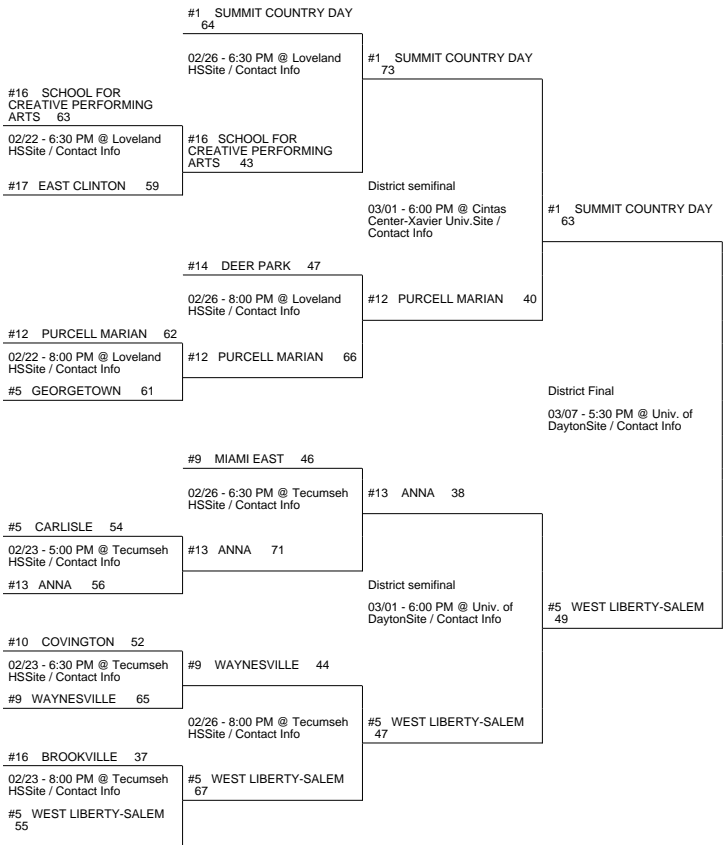 #1 SUMMIT COUNTRY DAY
64
02/26 - 6:30 PM @ Loveland
HSSite / Contact Info
#1 SUMMIT COUNTRY DAY
73
#16 SCHOOL FOR
CREATIVE PERFORMING
ARTS 63
02/22 - 6:30 PM @ Loveland
HSSite / Contact Info
#16 SCHOOL FOR
CREATIVE PERFORMING
ARTS 43
#17 EAST CLINTON 59
District semifinal
03/01 - 6:00 PM @ Cintas
Center-Xavier Univ.Site /
Contact Info
#1 SUMMIT COUNTRY DAY
63
#14 DEER PARK 47
02/26 - 8:00 PM @ Loveland
HSSite / Contact Info
#12 PURCELL MARIAN 40
#12 PURCELL MARIAN 62
02/22 - 8:00 PM @ Loveland
HSSite / Contact Info
#12 PURCELL MARIAN 66
#5 GEORGETOWN 61
District Final
03/07 - 5:30 PM @ Univ. of
DaytonSite / Contact Info
#9 MIAMI EAST 46
02/26 - 6:30 PM @ Tecumseh
HSSite / Contact Info
#13 ANNA 38
#5 CARLISLE 54
02/23 - 5:00 PM @ Tecumseh
HSSite / Contact Info
#13 ANNA 71
#13 ANNA 56
District semifinal
03/01 - 6:00 PM @ Univ. of
DaytonSite / Contact Info
#5 WEST LIBERTY-SALEM
49
#10 COVINGTON 52
02/23 - 6:30 PM @ Tecumseh
HSSite / Contact Info
#9 WAYNESVILLE 44
#9 WAYNESVILLE 65
02/26 - 8:00 PM @ Tecumseh
HSSite / Contact Info
#5 WEST LIBERTY-SALEM
47
#16 BROOKVILLE 37
02/23 - 8:00 PM @ Tecumseh
HSSite / Contact Info
#5 WEST LIBERTY-SALEM
67
#5 WEST LIBERTY-SALEM
55